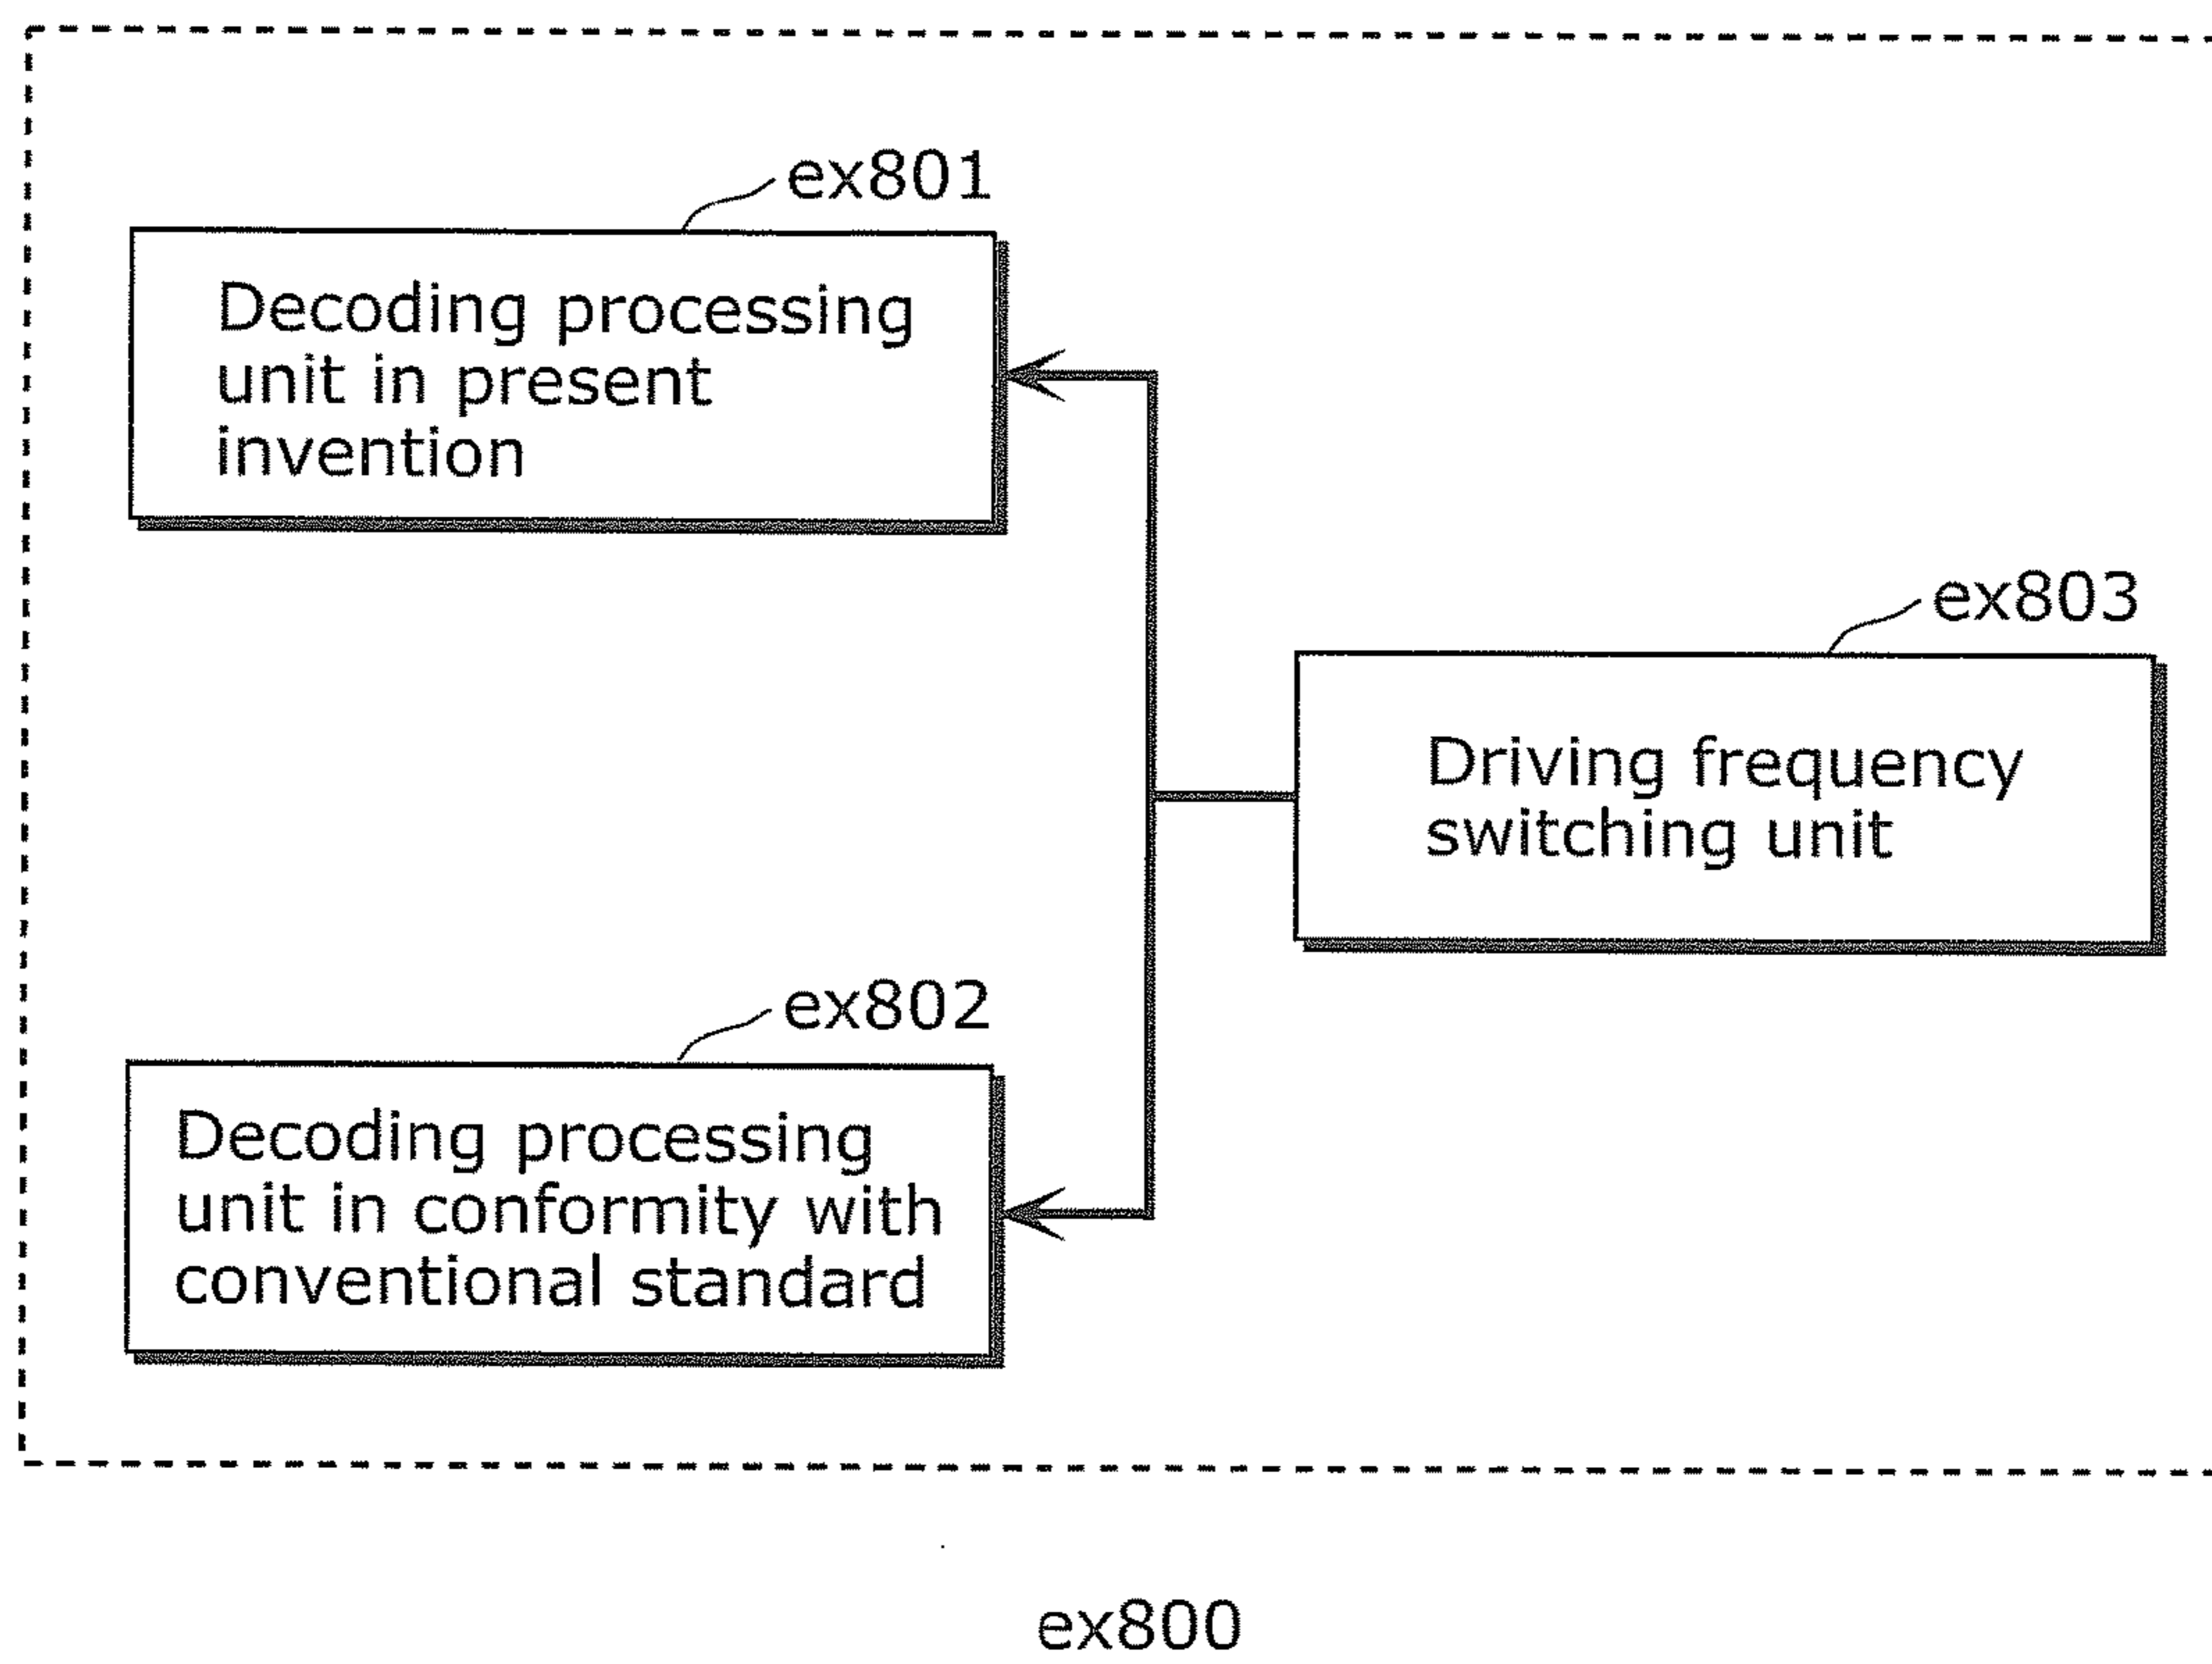 ex801
Decoding processing
unit in present
invention
ex803
Driving frequency
switching unit
ex802
Decoding processing
unit in conformity with
conventional standard
ex800